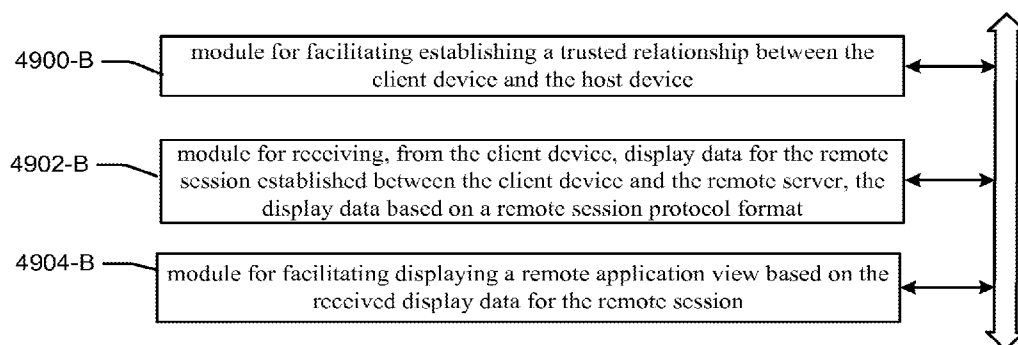 4900-B
module for facilitating establishing a trusted relationship between the
client device and the host device
4902-B
module for receiving, from the client device, display data for the remote
session established between the client device and the remote server, the
display data based on a remote session protocol format
4904-B
module for facilitating displaying a remote application view based on the
received display data for the remote session